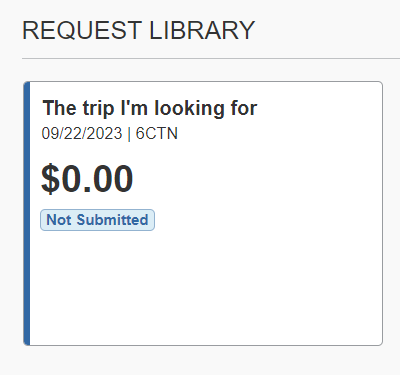 REQUEST LIBRARY
The trip I'm looking for
09/22/2023 | 6CTN
$0.00
Not Submitted